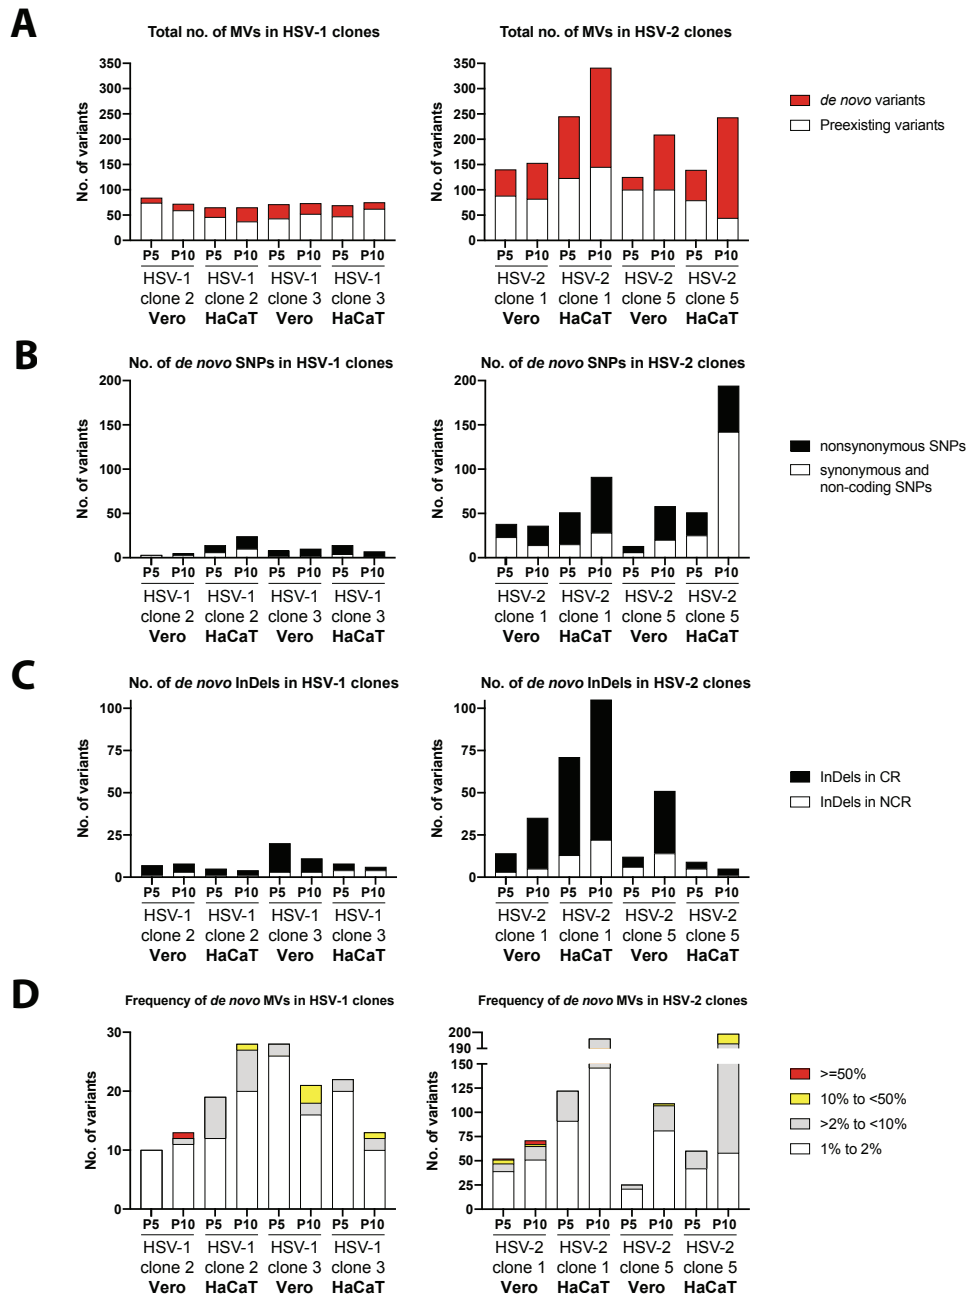 A
Total no. of MVs in HSV-1 clones
No. of variants
350
300
250
200
150
100
50
0
P5 P10 P5 P10 P5 P10 P5 P10
HSV-1 HSV-1 HSV-1 HSV-1
clone 2 clone 2 clone 3 clone 3
Vero HaCaT Vero HaCaT
Total no. of MVs in HSV-2 clones
No. of variants
350
300
250
200
150
100
50
0
P5 P10 P5 P10 P5 P10 P5 P10
HSV-2 HSV-2 HSV-2 HSV-2
clone 1 clone 1 clone 5 clone 5
Vero HaCaT Vero HaCaT
de novo variants
Preexisting variants
B
No. of de novo SNPs in HSV-1 clones
No. of variants
200
150
100
50
0
P5 P10 P5 P10 P5 P10 P5 P10
HSV-1 HSV-1 HSV-1 HSV-1
clone 2 clone 2 clone 3 clone 3
Vero HaCaT Vero HaCaT
No. of de novo SNPs in HSV-2 clones
No. of variants
200
150
100
50
0
P5 P10 P5 P10 P5 P10 P5 P10
HSV-2 HSV-2 HSV-2 HSV-2
clone 1 clone 1 clone 5 clone 5
Vero HaCaT Vero HaCaT
nonsynonymous SNPs
synonymous and
non-coding SNPs
C
No. of de novo InDels in HSV-1 clones
No. of variants
100
75
50
25
0
P5 P10 P5 P10 P5 P10 P5 P10
HSV-1 HSV-1 HSV-1 HSV-1
clone 2 clone 2 clone 3 clone 3
Vero HaCaT Vero HaCaT
No. of de novo InDels in HSV-2 clones
No. of variants
100
75
50
25
0
P5 P10 P5 P10 P5 P10 P5 P10
HSV-2 HSV-2 HSV-2 HSV-2
clone 1 clone 1 clone 5 clone 5
Vero HaCaT Vero HaCaT
InDels in CR
InDels in NCR
D
Frequency of de novo MVs in HSV-1 clones
No. of variants
30
20
10
0
P5 P10 P5 P10 P5 P10 P5 P10
HSV-1 HSV-1 HSV-1 HSV-1
clone 2 clone 2 clone 3 clone 3
Vero HaCaT Vero HaCaT
Frequency of de novo MVs in HSV-2 clones
No. of variants
200
190
150
125
100
75
50
25
0
P5 P10 P5 P10 P5 P10 P5 P10
HSV-2 HSV-2 HSV-2 HSV-2
clone 1 clone 1 clone 5 clone 5
Vero HaCaT Vero HaCaT
>=50%
10% to <50%
>2% to <10%
1% to 2%